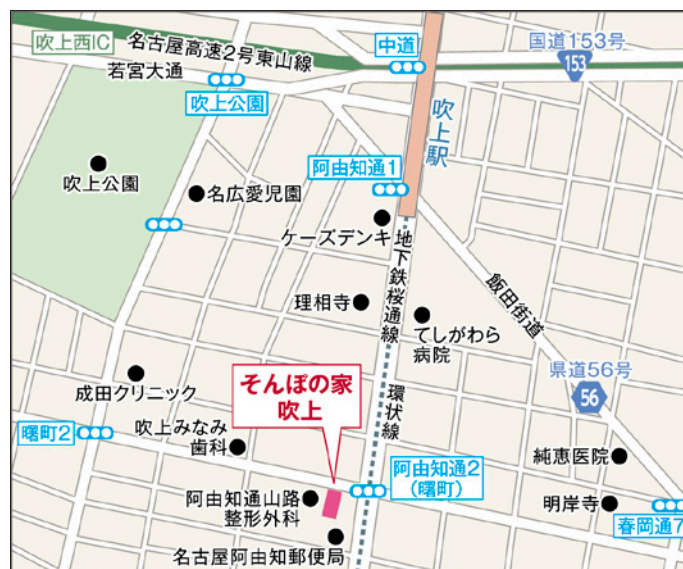 吹上西IC
名古屋高速2号東山線
中道
国道153号
153
若宮大通
吹上公園
吹上駅
阿由知通1
吹上公園
名広愛児園
ケーズデンキ
地下鉄桜通線
飯田街道
理相寺
てしがわら
病院
県道56号
56
成田クリニック
そんぽの家
吹上
環状線
曙町2
吹上みなみ
歯科
阿由知通2
(曙町)
純恵医院
阿由知通山路
整形外科
明岸寺
春岡通7
名古屋阿由知郵便局